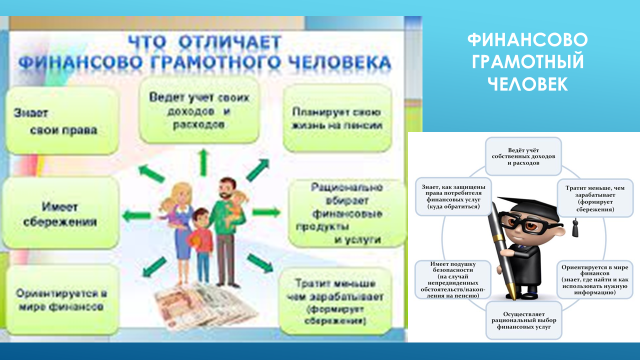 ЧТО ОТЛИЧАЕТ
ФИНАНСОВО ГРАМОТНОГО ЧЕЛОВЕКА
Знает
свои права
Ведет учет своих
доходов и
расходов
Планирует свою
жизнь на пенсии
Имеет
сбережения
Рационально
вбирает
финансовые
продукты
и услуги
Ориентируется в
мире финансов
Тратит меньше
чем зарабатывает
(формирует
сбережения)
ФИНАНСОВО
ГРАМОТНЫЙ
ЧЕЛОВЕК
Ведёт учёт
собственных доходов
и расходов
Знает, как защищены
права потребителя
финансовых услуг
(куда обратиться)
Тратит меньше, чем
зарабатывает
(формирует
сбережения)
Имеет подушку
безопасности
(на случай
непредвиденных
обстоятельств/накоп-
ления на пенсию)
Ориентируется в мире
финансов
(знает, где найти и как
использовать нужную
информацию)
Осуществляет
рациональный выбор
финансовых услуг